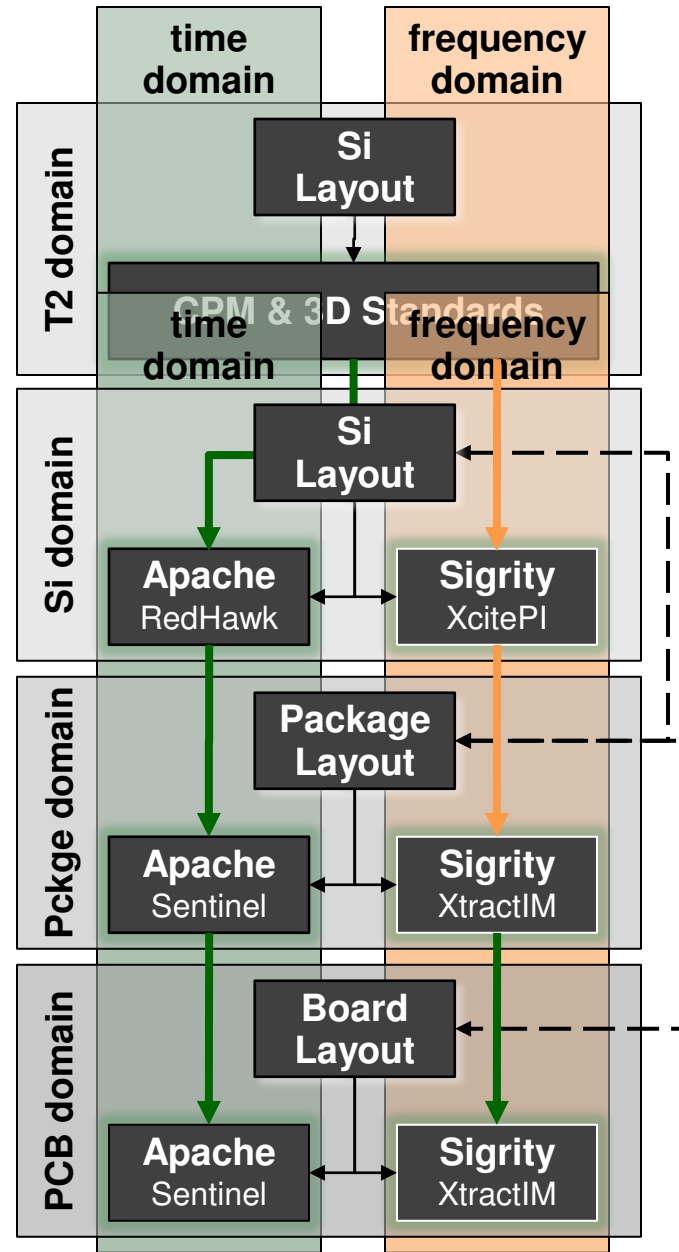 time
domain
frequency
domain
T2 domain
Si
Layout
CPM & 3D Standards
time
domain
frequency
domain
Si domain
Si
Layout
Apache
RedHawk
Sigrity
XcitePI
Pckge domain
Package
Layout
Apache
Sentinel
Sigrity
XtractIM
PCB domain
Board
Layout
Apache
Sentinel
Sigrity
XtractIM